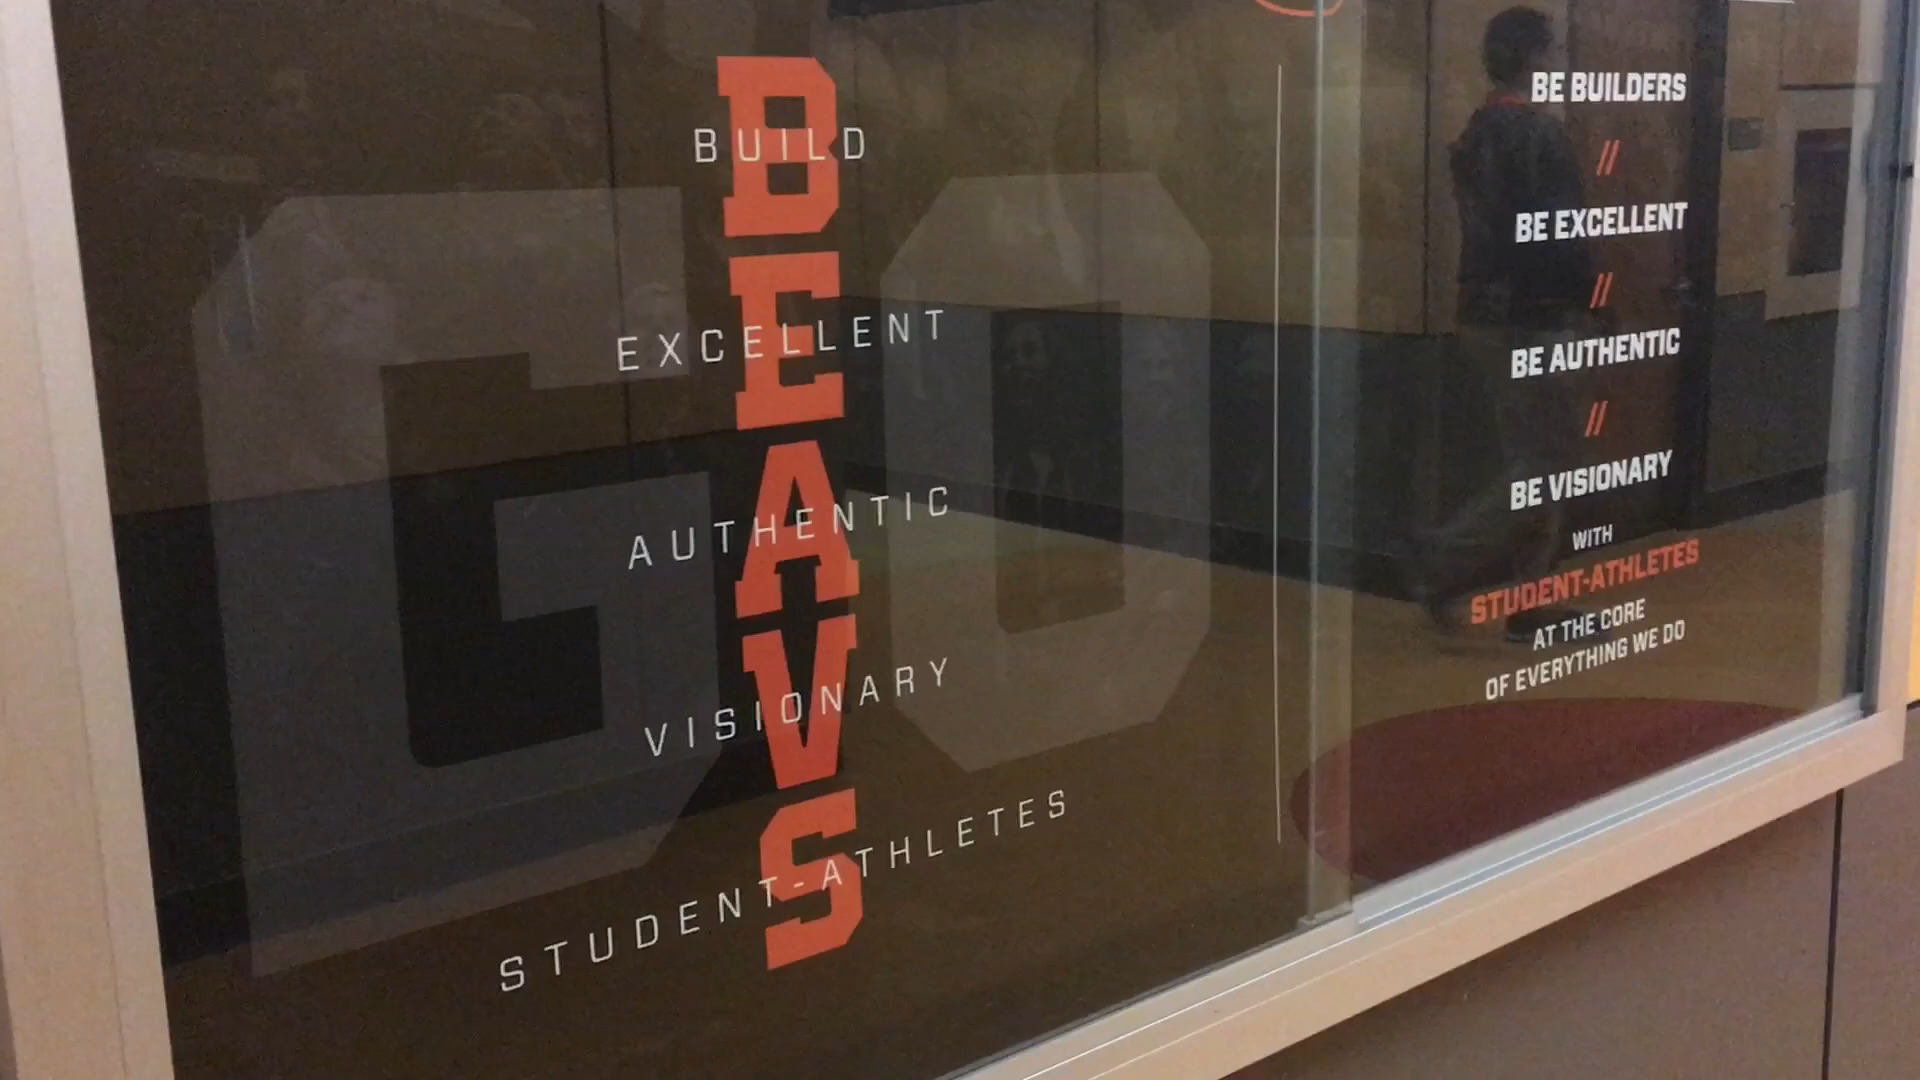 GO
BEAVS
BUILD
EXCELLENT
AUTHENTIC
VISIONARY
STUDENT-ATHLETES
BE BUILDERS
//
BE EXCELLENT
//
BE AUTHENTIC
//
BE VISIONARY
WITH
STUDENT-ATHLETES
AT THE CORE
OF EVERYTHING WE DO